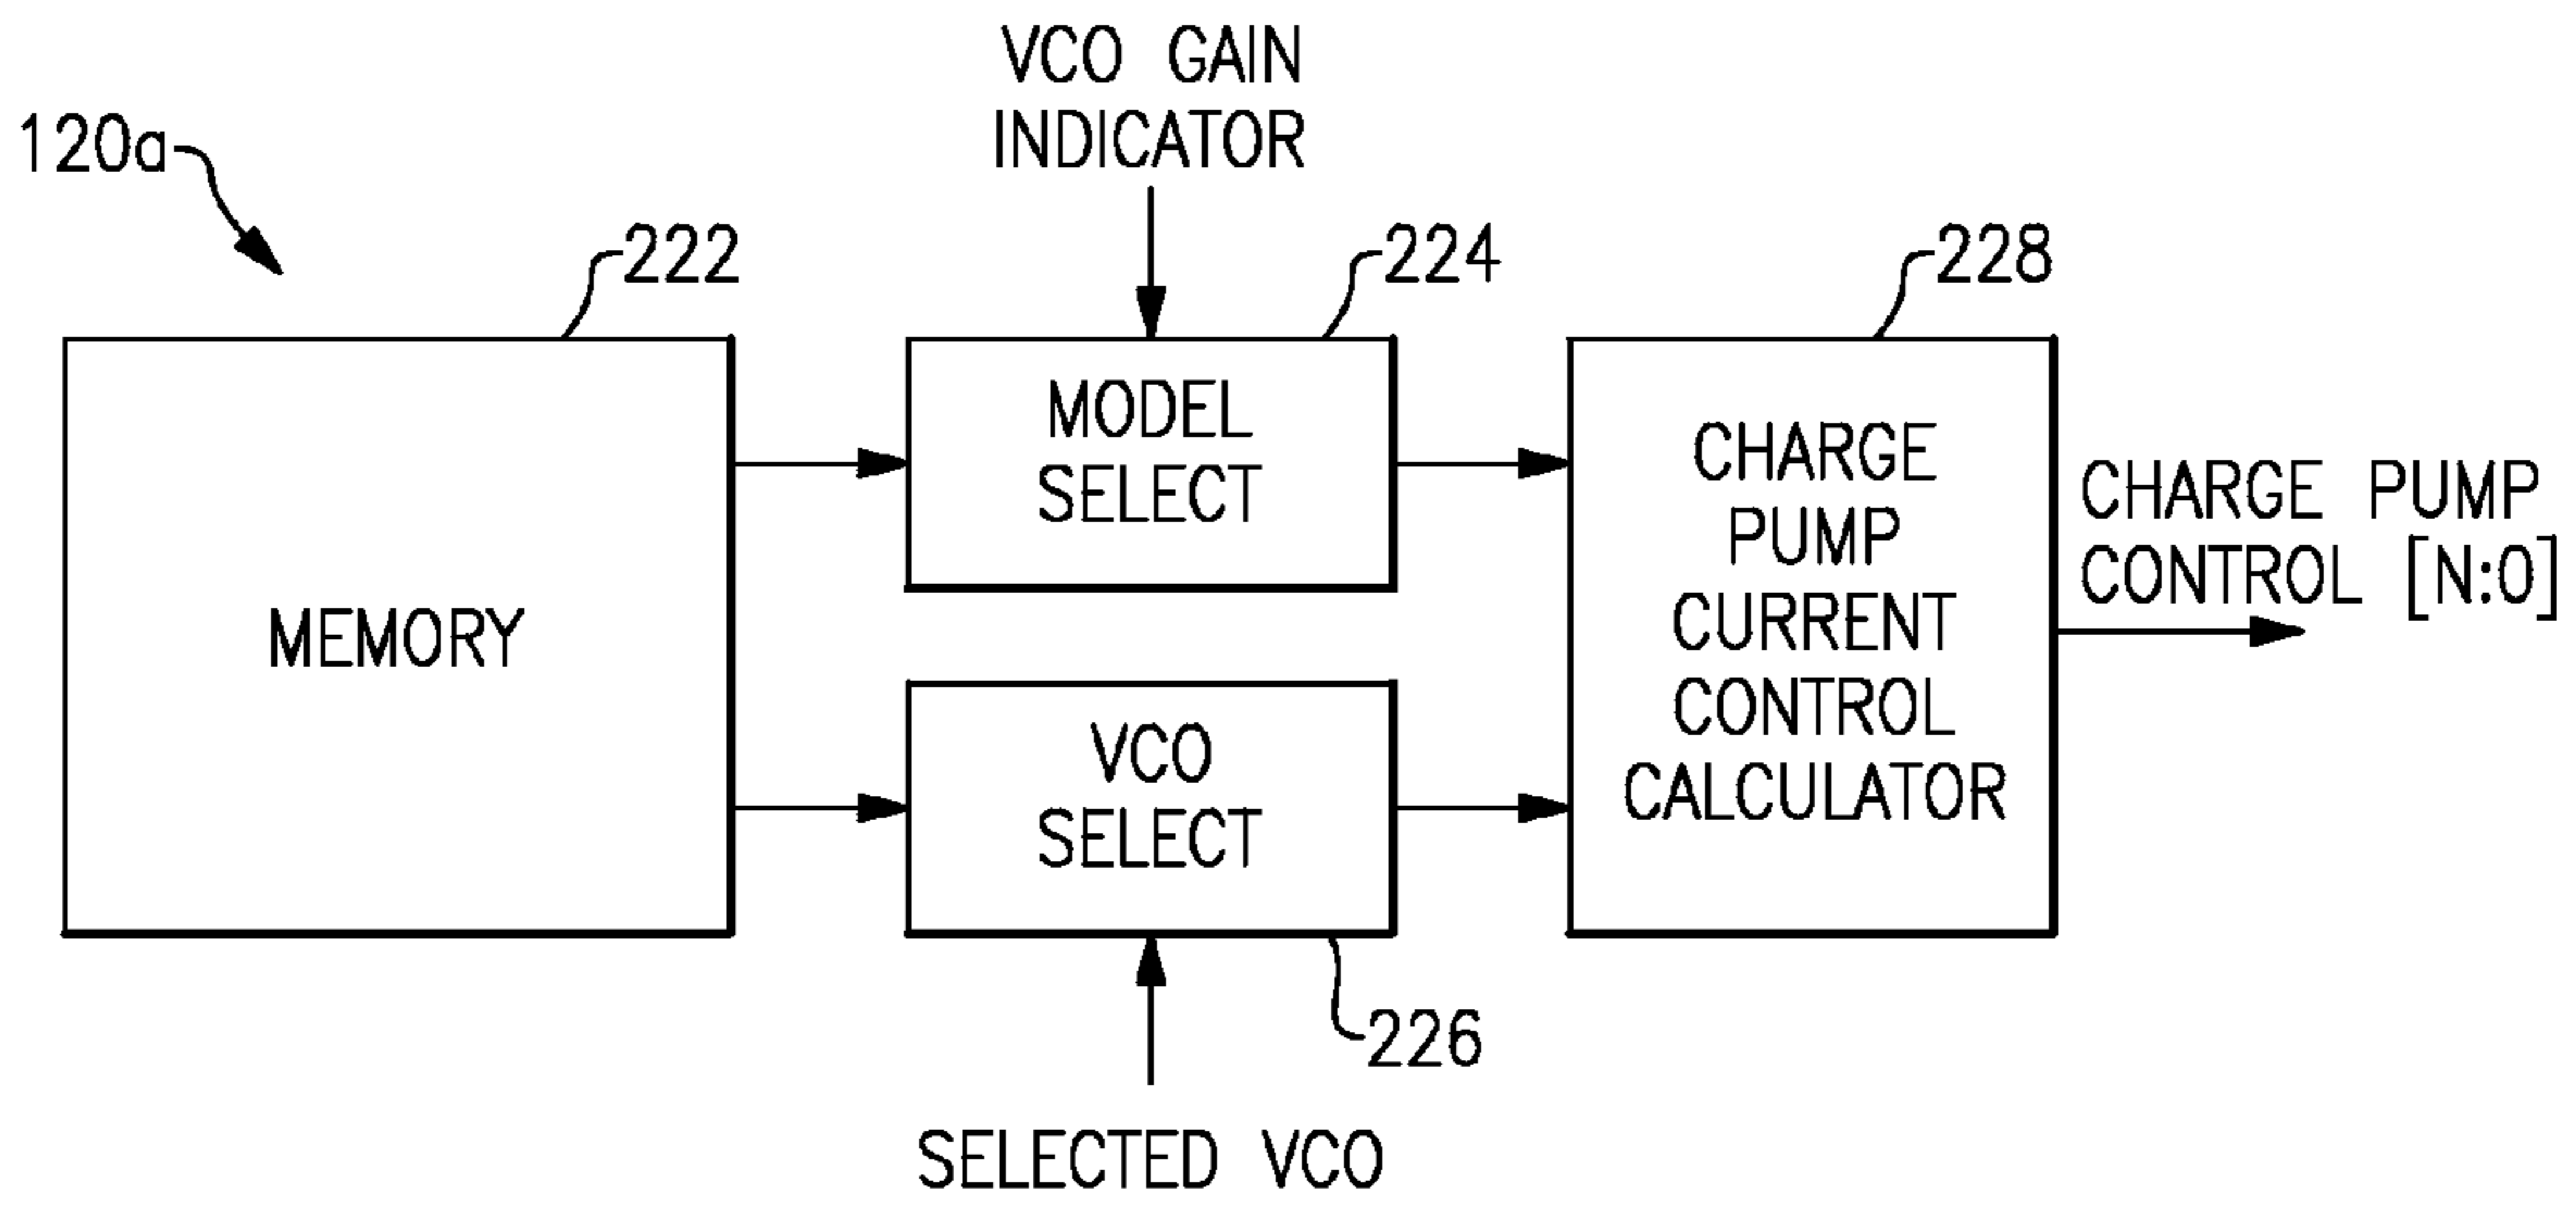 VCO GAIN
INDICATOR
120a
222
224
228
MEMORY
MODEL
SELECT
VCO
SELECT
CHARGE
PUMP
CURRENT
CONTROL
CALCULATOR
CHARGE PUMP
CONTROL [N:0]
226
SELECTED VCO